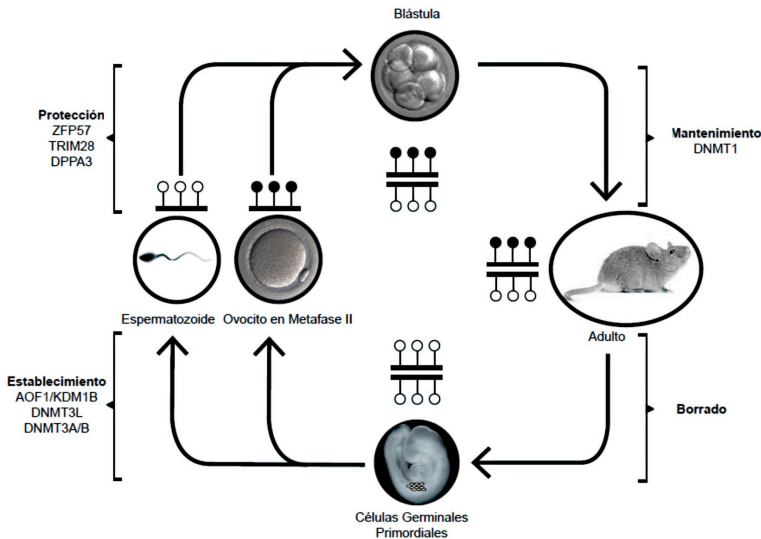 Blástula
Protección
ZFP57
TRIM28
DPPA3
Mantenimiento
DNMT1
Espermatozoide
Ovocito en Metafase II
Adulto
Establecimiento
AOF1/KDM1B
DNMT3L
DNMT3A/B
Borrado
Células Germinales
Primordiales